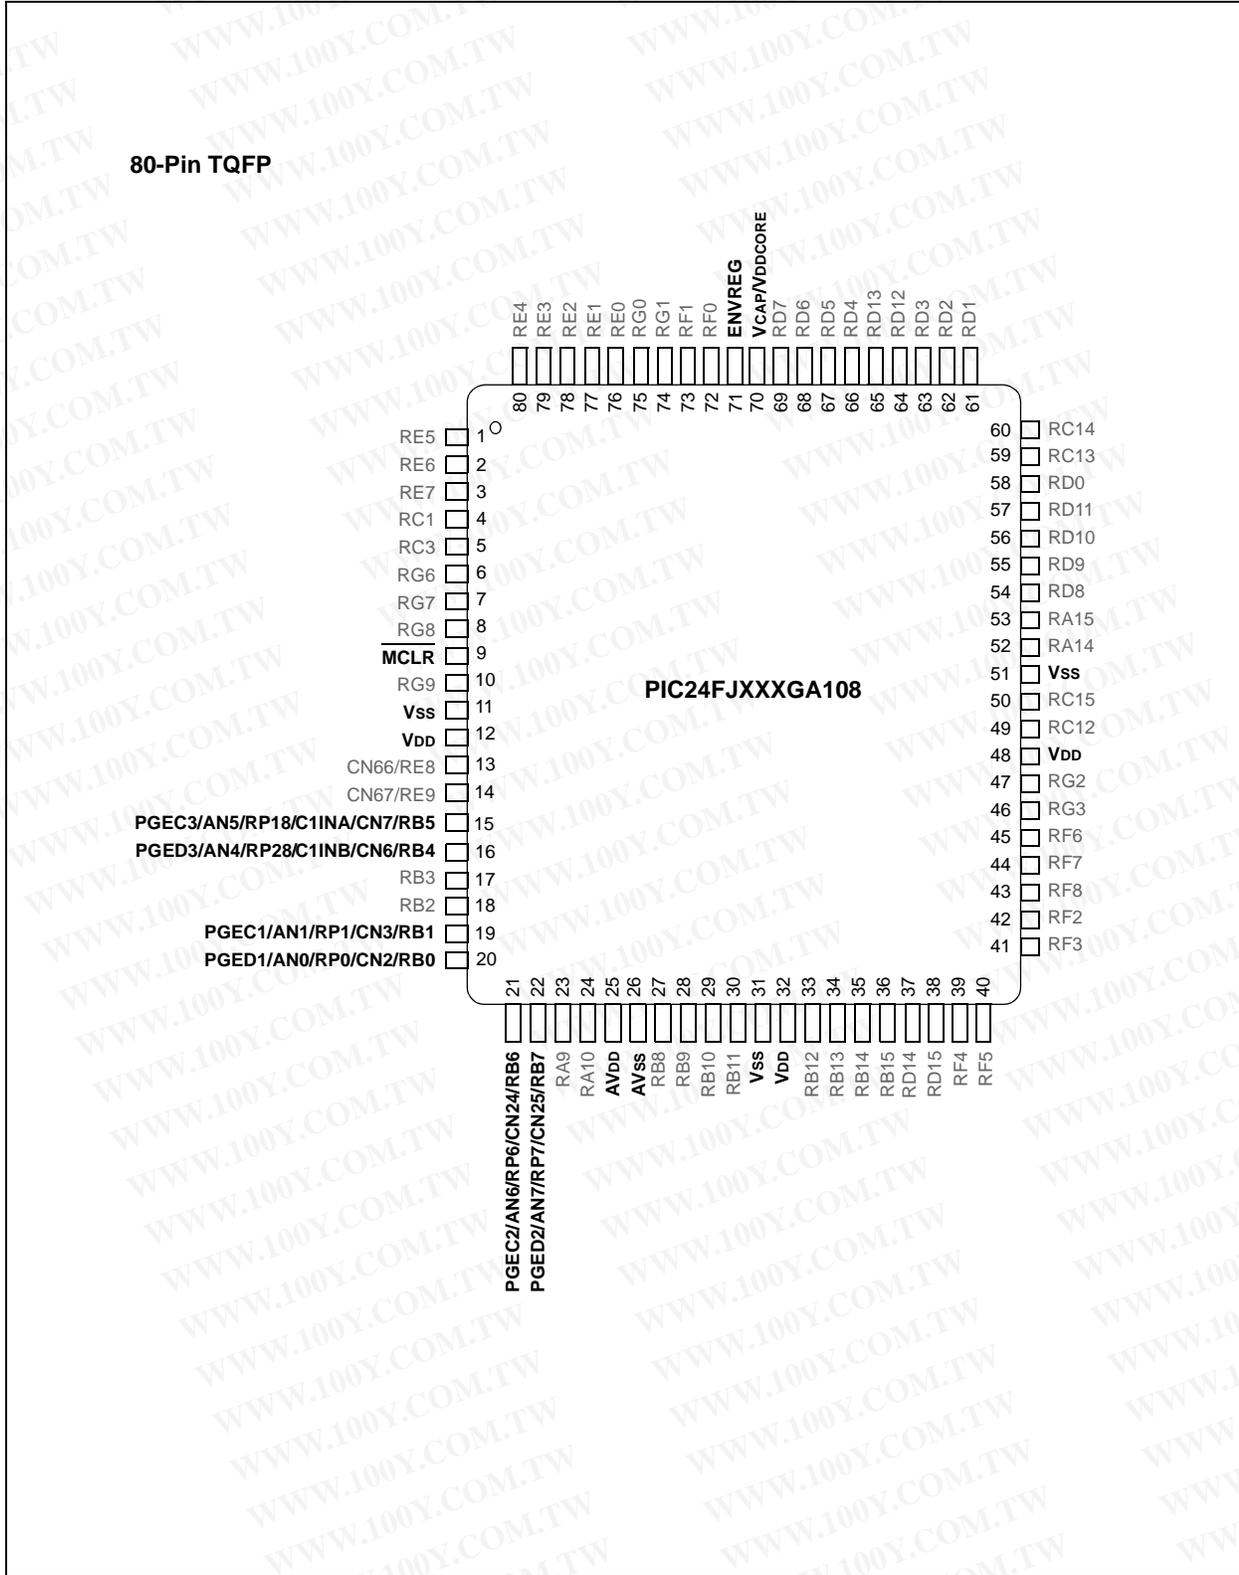 80-Pin TQFP
RE4
RE3
RE2
RE1
RE0
RG0
RG1
RF1
RF0
ENVREG
VCAP/VDDCORE
RD7
RD6
RD5
RD4
RD13
RD12
RD3
RD2
RD1
80
79
78
77
76
75
74
73
72
71
70
69
68
67
66
65
64
63
62
61
RE5 1
RE6 2
RE7 3
RC1 4
RC3 5
RG6 6
RG7 7
RG8 8
MCLR 9
RG9 10
Vss 11
VDD 12
CN66/RE8 13
CN67/RE9 14
PGEC3/AN5/RP18/C1INA/CN7/RB5 15
PGED3/AN4/RP28/C1INB/CN6/RB4 16
RB3 17
RB2 18
PGEC1/AN1/RP1/CN3/RB1 19
PGED1/AN0/RP0/CN2/RB0 20
PIC24FJXXXGA108
60 RC14
59 RC13
58 RD0
57 RD11
56 RD10
55 RD9
54 RD8
53 RA15
52 RA14
51 Vss
50 RC15
49 RC12
48 VDD
47 RG2
46 RG3
45 RF6
44 RF7
43 RF8
42 RF2
41 RF3
21
22
23
24
25
26
27
28
29
30
31
32
33
34
35
36
37
38
39
40
PGEC2/AN6/RP6/CN24/RB6
PGED2/AN7/RP7/CN25/RB7
RA9
RA10
AVDD
AVss
RB8
RB9
RB10
RB11
Vss
VDD
RB12
RB13
RB14
RB15
RD14
RD15
RF4
RF5
WWW.100Y.COM.TW